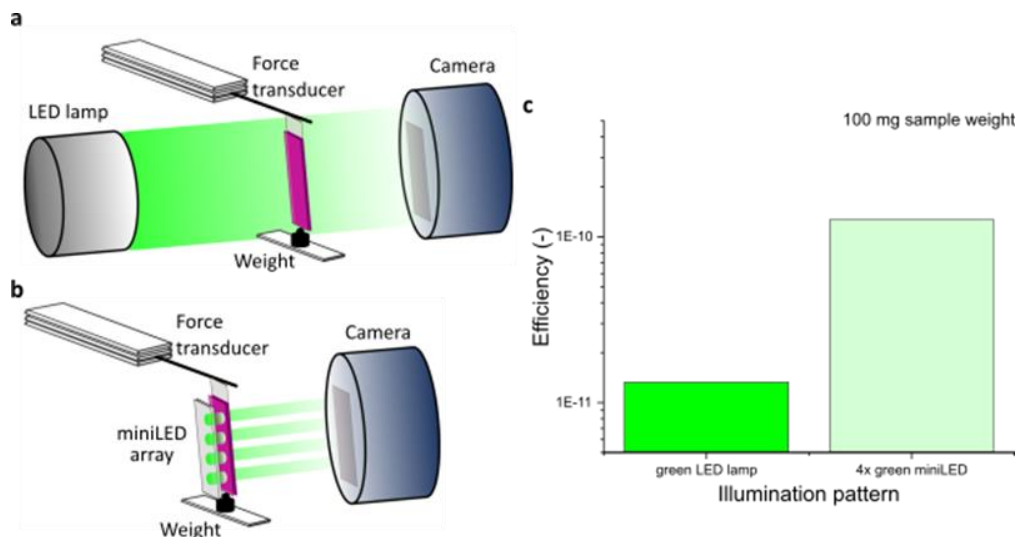 a
Force
transducer
Camera
LED lamp
Weight
b
Force
transducer
Camera
miniLED
array
Weight
c
100 mg sample weight
Efficiency (-)
1E-10
1E-11
green LED lamp
4x green miniLED
Illumination pattern